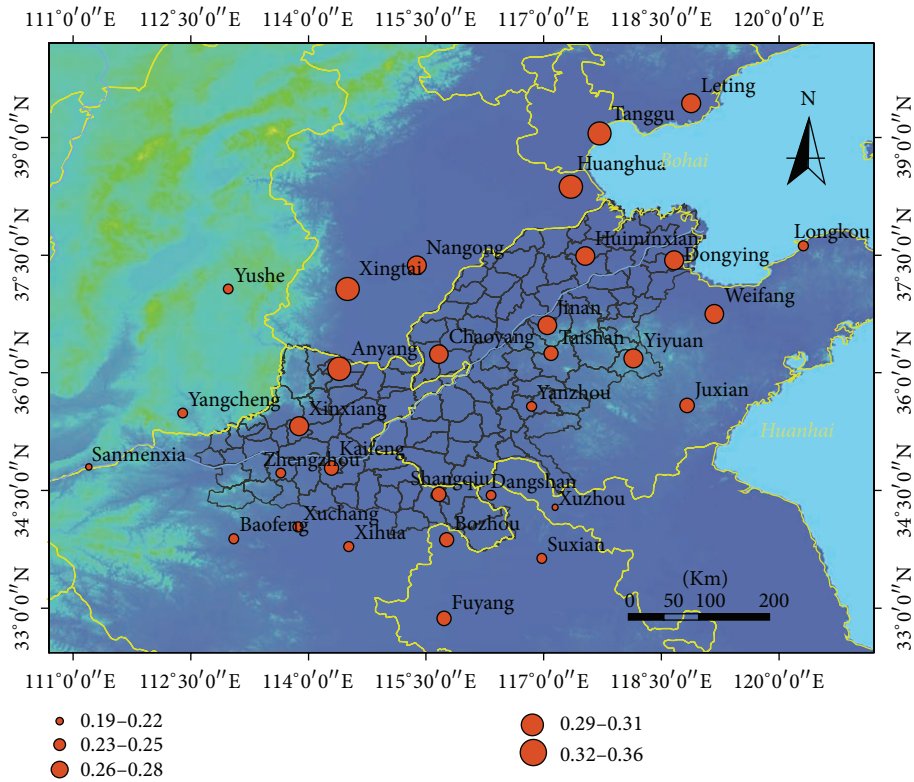 111°0′0″E 112°30′0″E 114°0′0″E 115°30′0″E 117°0′0″E 118°30′0″E 120°0′0″E
39°0′0″N 37°30′0″N 36°0′0″N 34°30′0″N 33°0′0″N
39°0′0″N 37°30′0″N 36°0′0″N 34°30′0″N 33°0′0″N
Leting
N
Tanggu
Bohai
Huanghua
Longkou
Huiminxian
Nangong
Dongying
Yushe
Xingtai
Weifang
Jinan
Chaoyang
Taishan
Yiyuan
Anyang
Yangcheng
Yanzhou
Juxian
Xinxiang
Huanhai
Kaifeng
Sanmenxia
Zhengzhou
Shangqiu
Dangshan
Xuzhou
Xuchang
Baofeng
Bozhou
Xihua
Suxian
(Km)
Fuyang
0 50 100 200
111°0′0″E 112°30′0″E 114°0′0″E 115°30′0″E 117°0′0″E 118°30′0″E 120°0′0″E
0.19–0.22
0.23–0.25
0.26–0.28
0.29–0.31
0.32–0.36